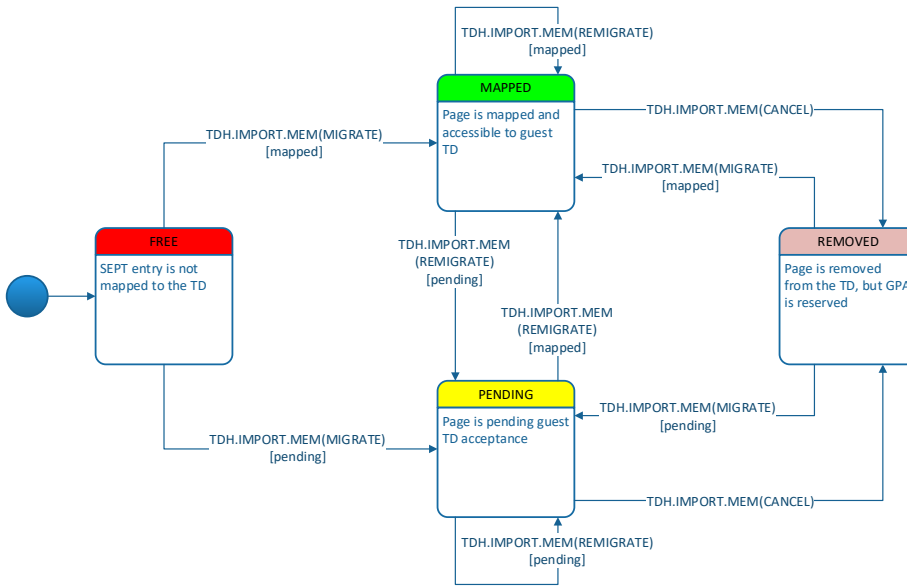 TDH.IMPORT.MEM(REMIGRATE)
[mapped]
MAPPED
Page is mapped and
accessible to guest
TD
TDH.IMPORT.MEM(CANCEL)
TDH.IMPORT.MEM(MIGRATE)
[mapped]
TDH.IMPORT.MEM(MIGRATE)
[mapped]
FREE
SEPT entry is not
mapped to the TD
TDH.IMPORT.MEM
(REMIGRATE)
[pending]
REMOVED
Page is removed
from the TD, but GPA
is reserved
TDH.IMPORT.MEM
(REMIGRATE)
[mapped]
PENDING
Page is pending guest
TD acceptance
TDH.IMPORT.MEM(MIGRATE)
[pending]
TDH.IMPORT.MEM(MIGRATE)
[pending]
TDH.IMPORT.MEM(CANCEL)
TDH.IMPORT.MEM(REMIGRATE)
[pending]